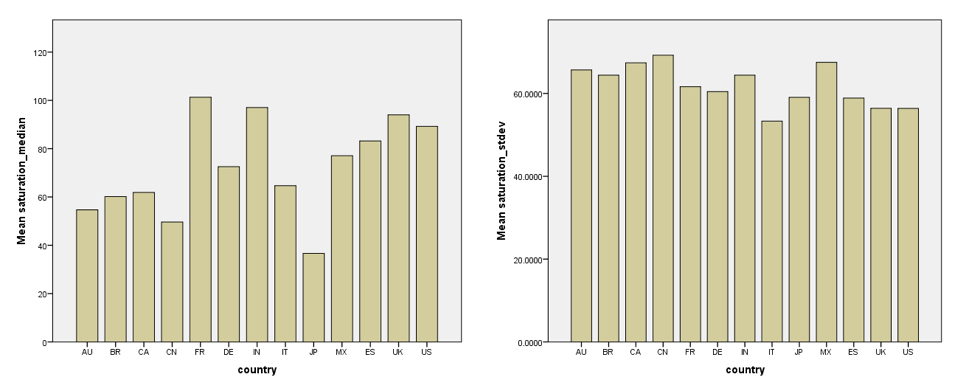 Mean saturation_median
120
100
80
60
40
20
0
AU BR CA CN FR DE IN IT JP MX ES UK US
country
Mean saturation_stdev
60.0000
40.0000
20.0000
0.0000
AU BR CA CN FR DE IN IT JP MX ES UK US
country